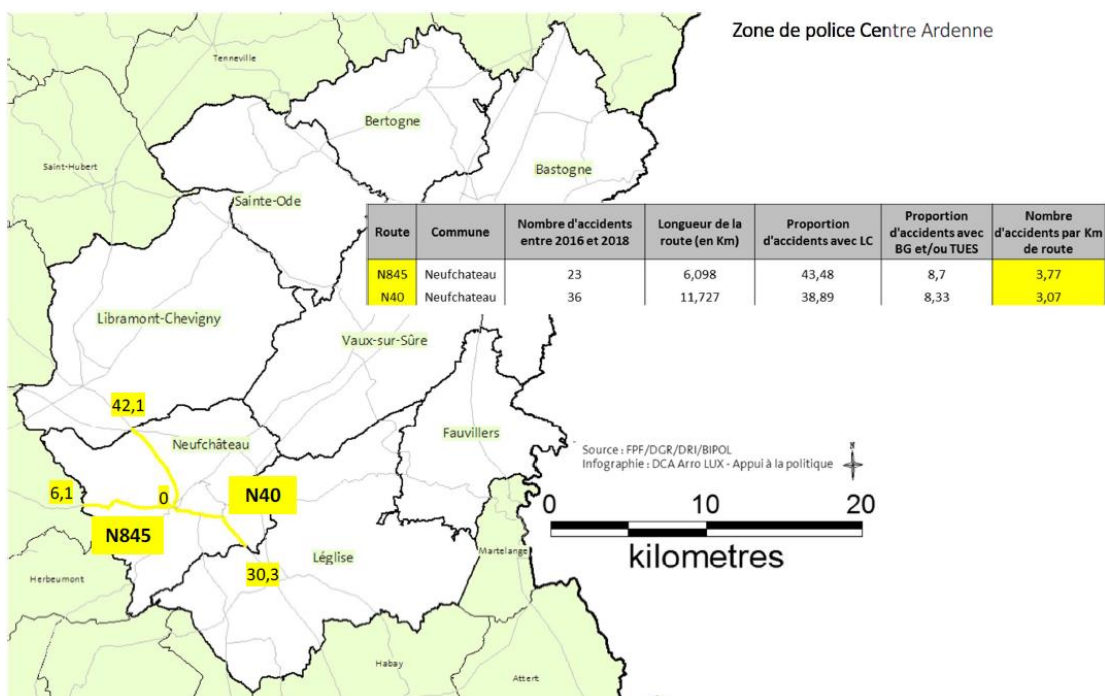 Zone de police Centre Ardenne
Tenneville
Bertogne
Saint-Hubert
Bastogne
Sainte-Ode
Route
Commune
Nombre d'accidents
entre 2016 et 2018
Longueur de la
route (en Km)
Proportion
d'accidents avec LC
Proportion
d'accidents avec
BG et/ou TUES
Nombre
d'accidents par Km
de route
N845 Neufchateau 23 6,098 43,48 8,7 3,77
N40 Neufchateau 36 11,727 38,89 8,33 3,07
Libramont-Chevigny
Vaux-sur-Sûre
42,1
Neufchâteau
Fauvillers
Source : FPF/DGR/DRI/BIPOL
Infographie : DCA Arro LUX - Appui à la politique
6,1
0
N40
N845
0 10 20
kilometres
Léglise
Martelange
30,3
Herbeumont
Habay
Attert